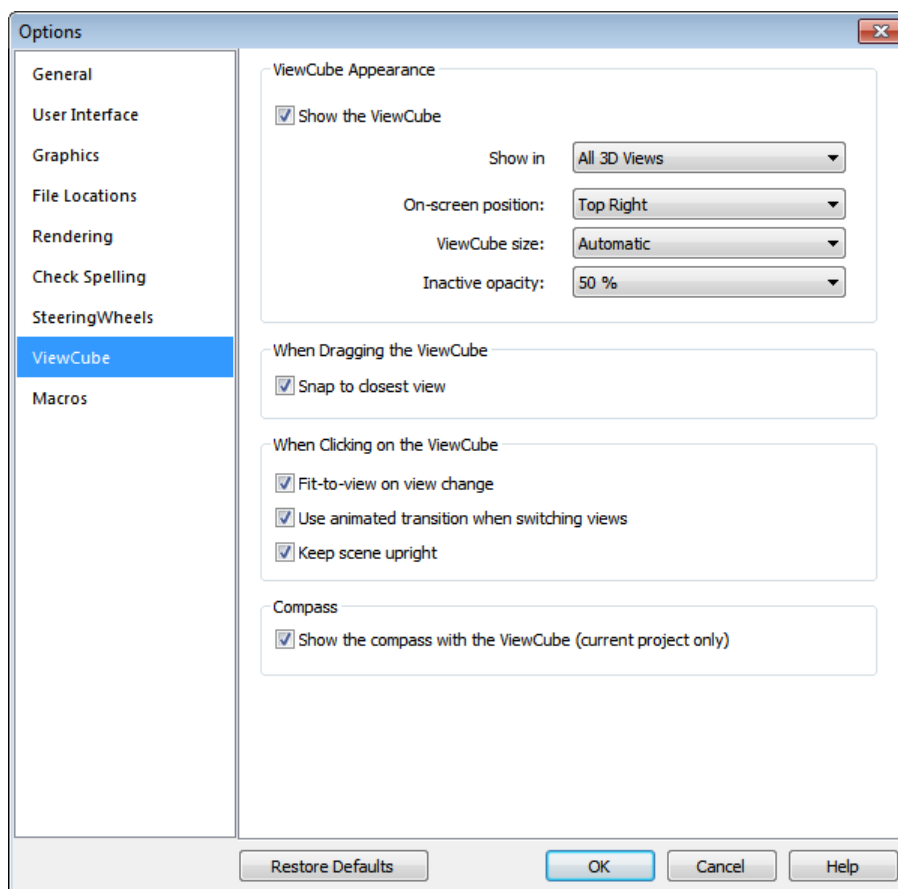 Options
General
User Interface
Graphics
File Locations
Rendering
Check Spelling
SteeringWheels
ViewCube
Macros
ViewCube Appearance
Show the ViewCube
Show in All 3D Views
On-screen position: Top Right
ViewCube size: Automatic
Inactive opacity: 50 %
When Dragging the ViewCube
Snap to closest view
When Clicking on the ViewCube
Fit-to-view on view change
Use animated transition when switching views
Keep scene upright
Compass
Show the compass with the ViewCube (current project only)
Restore Defaults OK Cancel Help